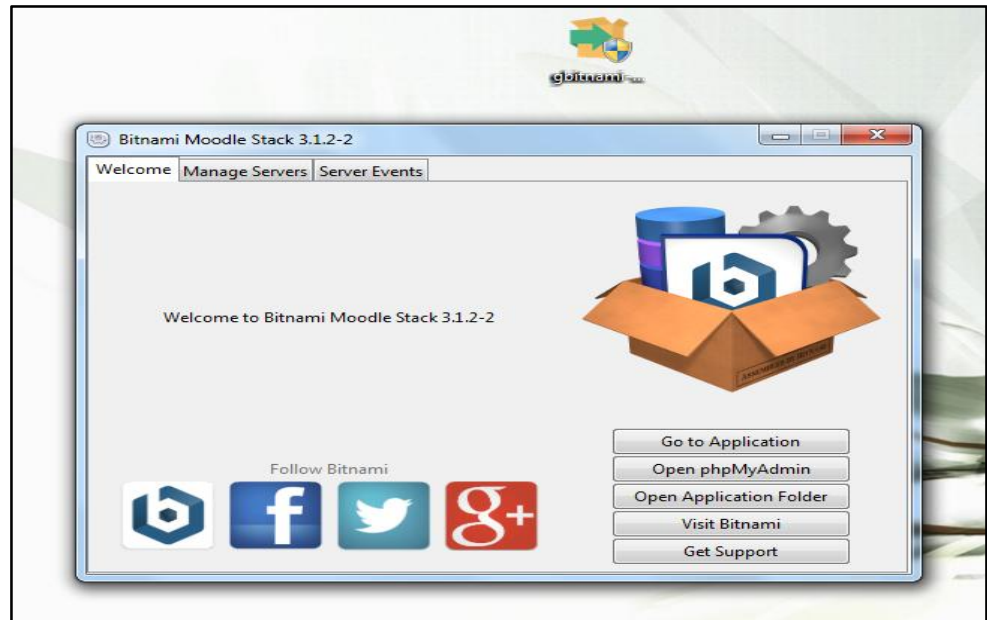 gbitnami-...
Bitnami Moodle Stack 3.1.2-2
Welcome Manage Servers Server Events
Welcome to Bitnami Moodle Stack 3.1.2-2
Follow Bitnami
Go to Application
Open phpMyAdmin
Open Application Folder
Visit Bitnami
Get Support